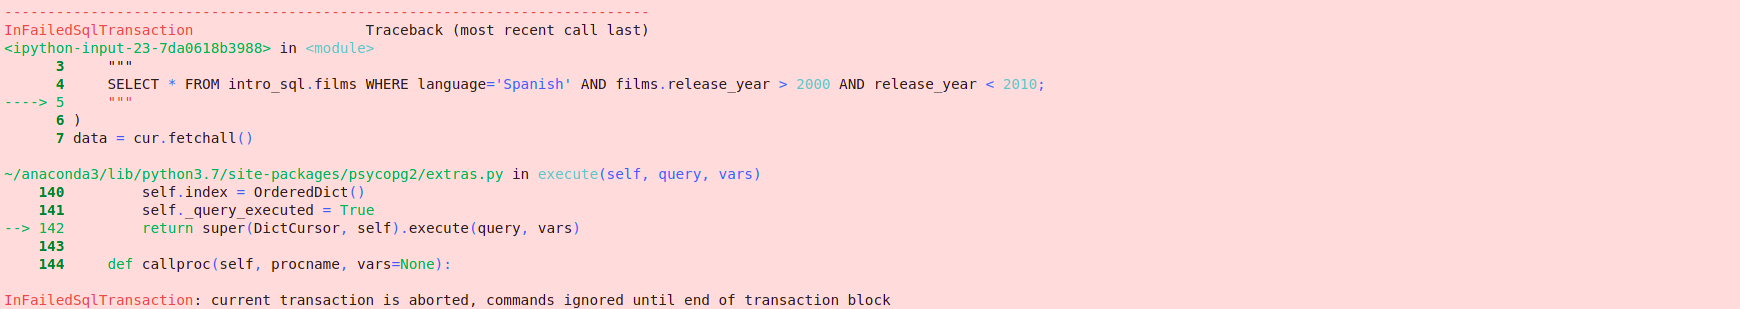 ---------------------------------------------------------------------------
InFailedSqlTransaction                    Traceback (most recent call last)
<ipython-input-23-7da0618b3988> in <module>
      3     """
      4     SELECT * FROM intro_sql.films WHERE language='Spanish' AND films.release_year > 2000 AND release_year < 2010;
----> 5     """
      6 )
      7 data = cur.fetchall()

~/anaconda3/lib/python3.7/site-packages/psycopg2/extras.py in execute(self, query, vars)
    140         self.index = OrderedDict()
    141         self._query_executed = True
--> 142         return super(DictCursor, self).execute(query, vars)
    143
    144     def callproc(self, procname, vars=None):

InFailedSqlTransaction: current transaction is aborted, commands ignored until end of transaction block